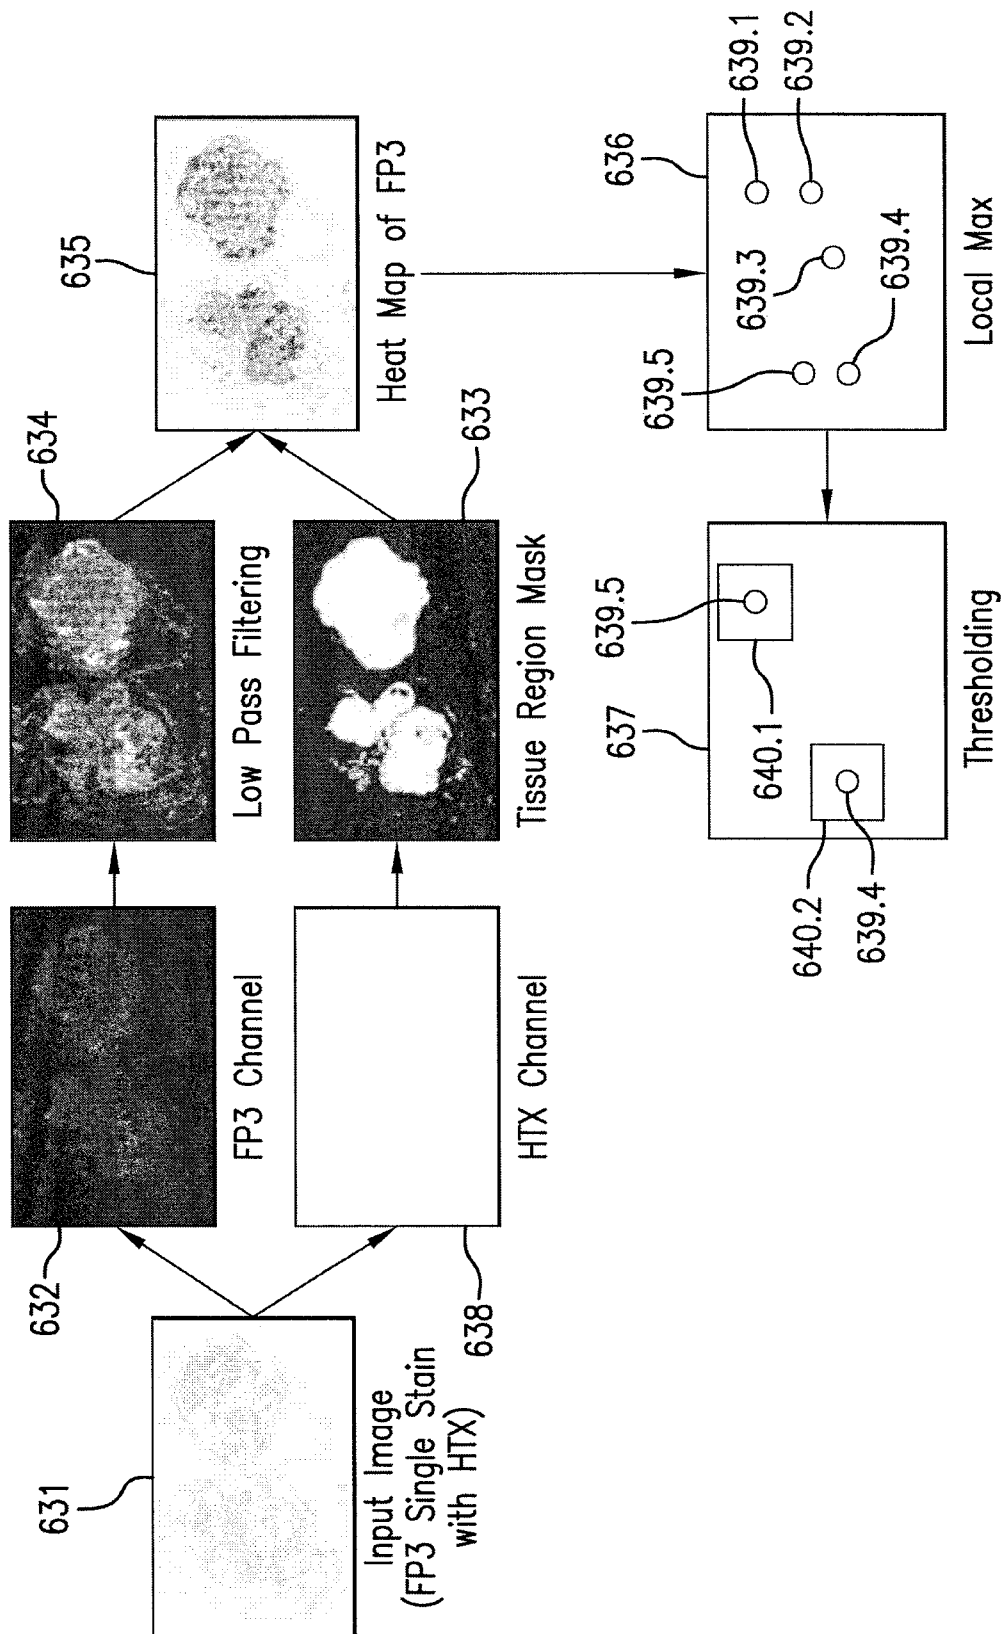 631
Input Image
(FP3 Single Stain
with HTX)
632
FP3 Channel
638
HTX Channel
634
Low Pass Filtering
633
Tissue Region Mask
635
Heat Map of FP3
636
639.1
639.2
639.3
639.4
639.5
Local Max
637
639.5
640.1
640.2
639.4
Thresholding